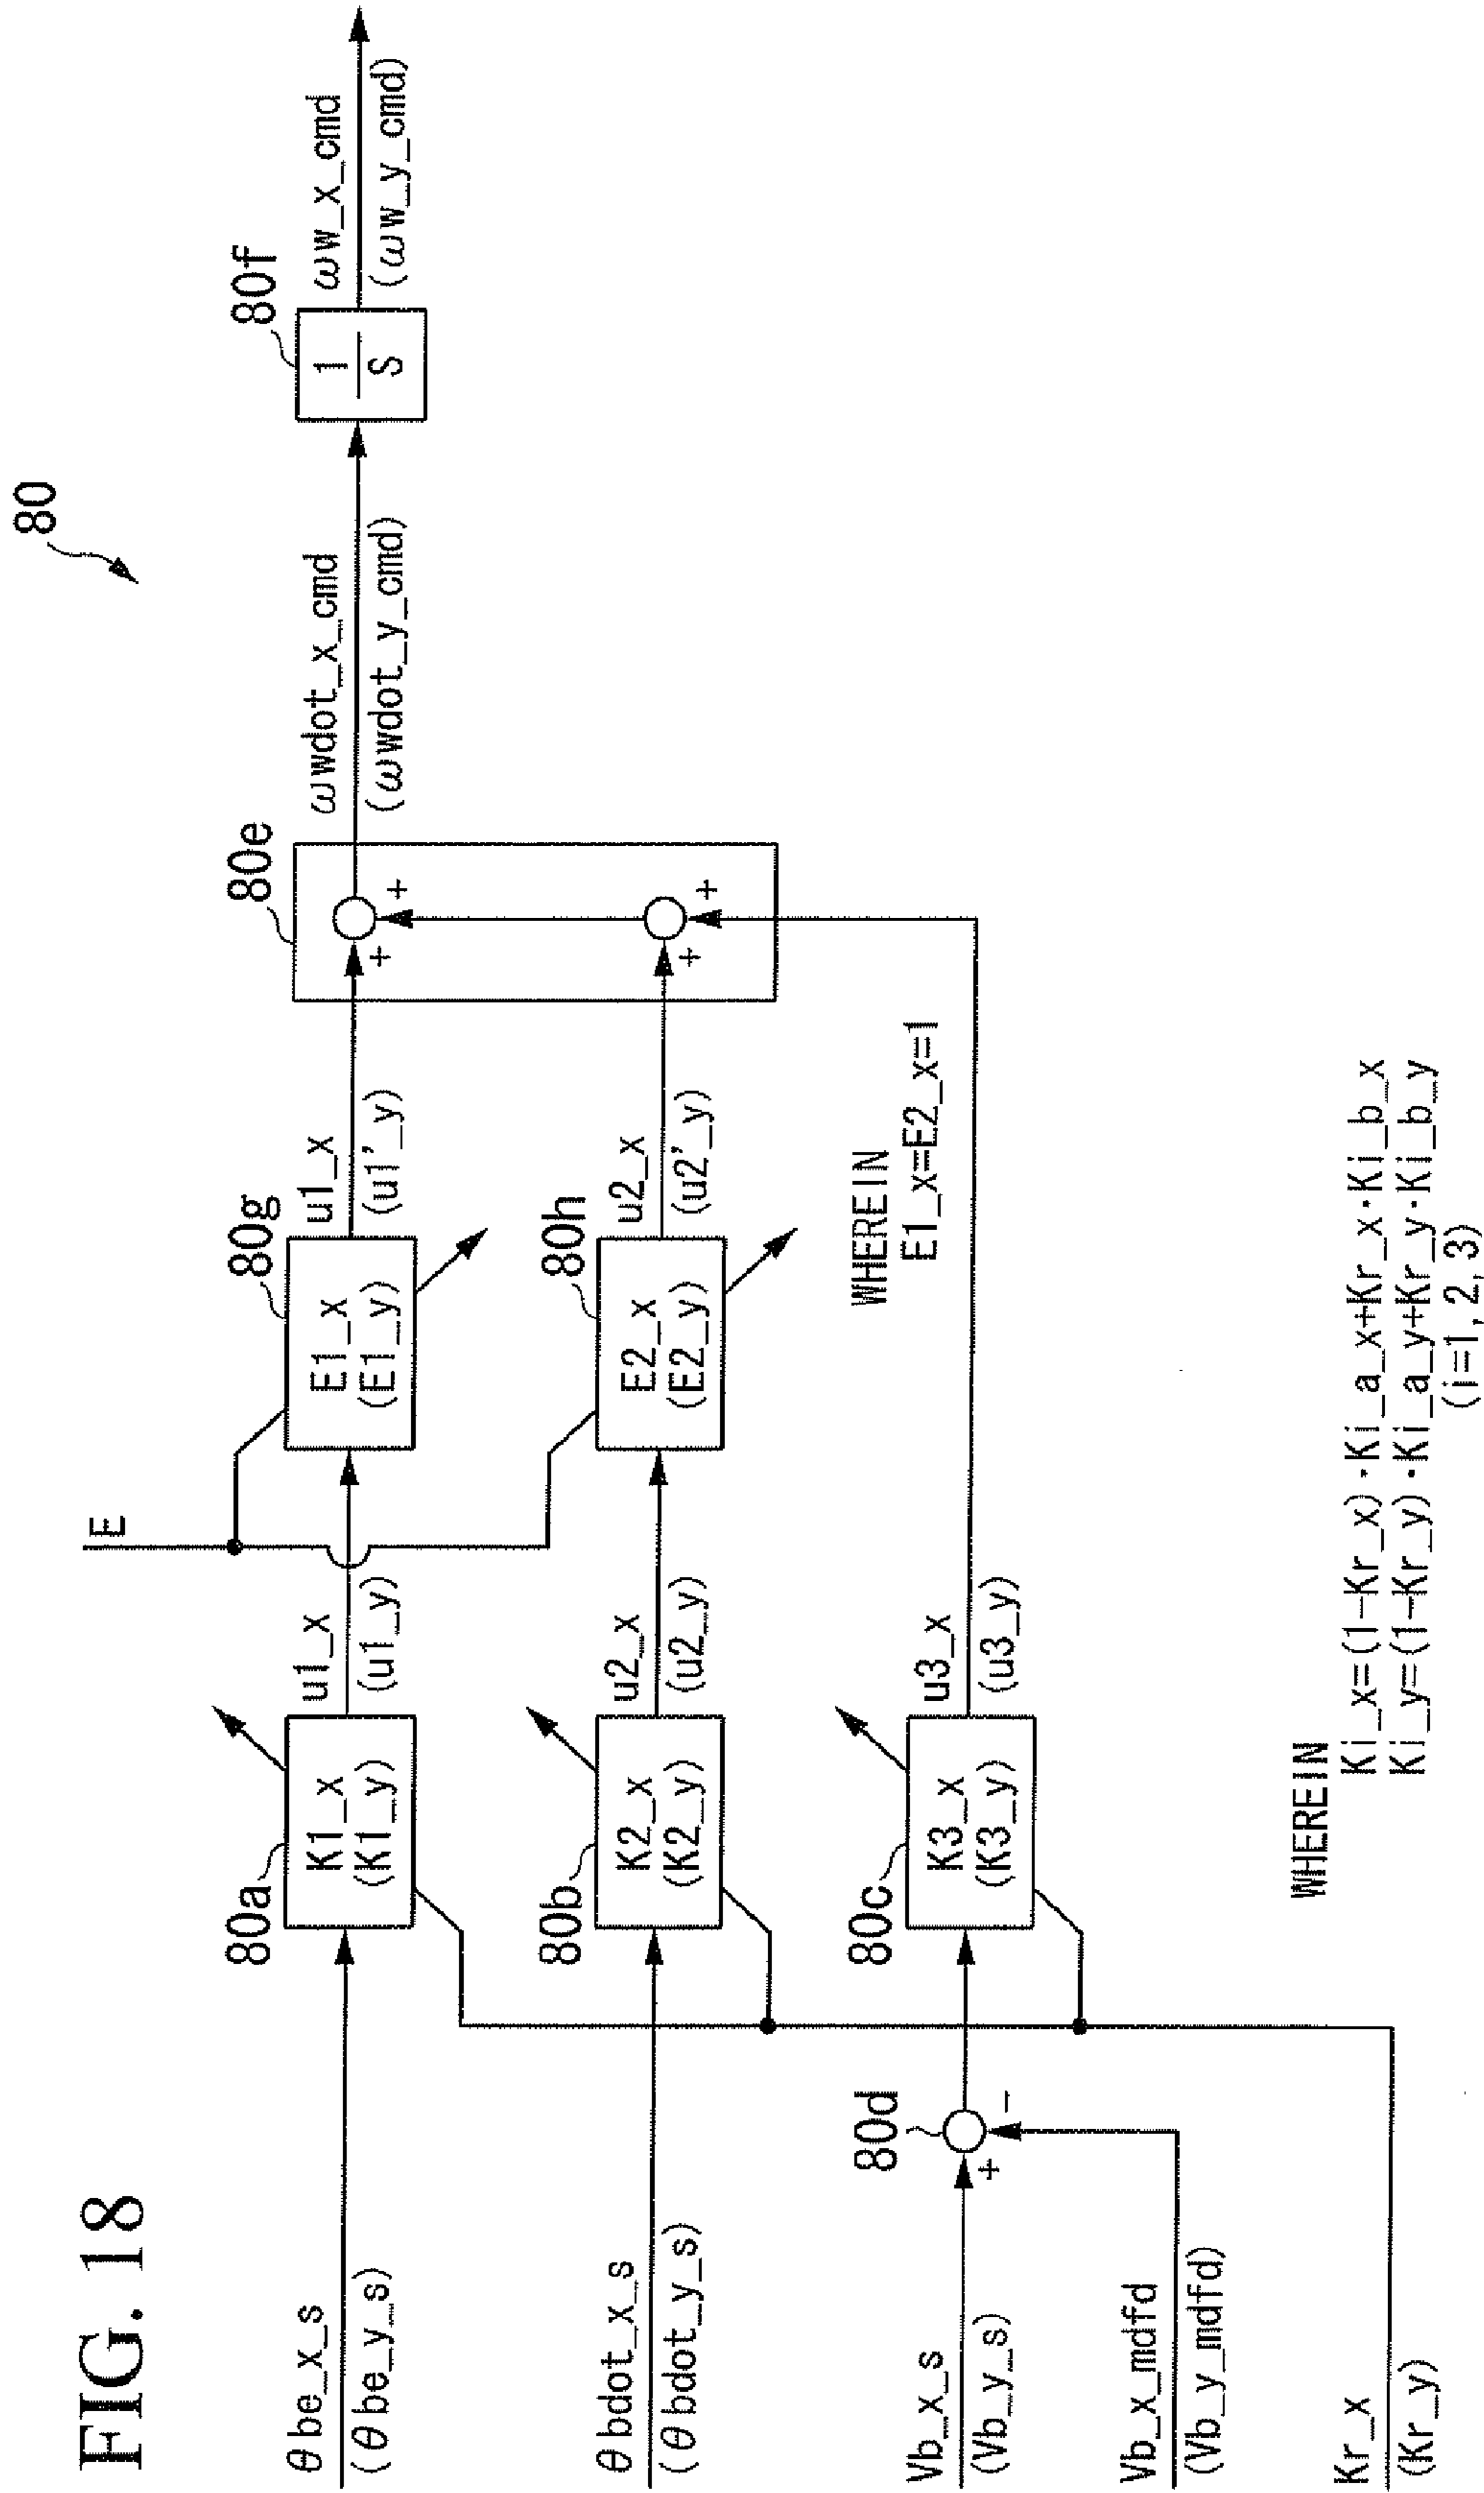 FIG. 18
80
θbe_x_s
(θbe_y_s)
80a
K1_x
(K1_y)
u1_x
(u1_y)
E
80g
E1_x
(E1_y)
u1_x
(u1'_y)
80e
+
+
ωwdot_x_cmd
(ωwdot_y_cmd)
80f
1
S
ωw_x_cmd
(ωw_y_cmd)
θbdot_x_s
(θbdot_y_s)
80b
K2_x
(K2_y)
u2_x
(u2_y)
80h
E2_x
(E2_y)
u2_x
(u2'_y)
+
+
Vb_x_s
(Vb_y_s)
80d
+
−
80c
K3_x
(K3_y)
u3_x
(u3_y)
WHEREIN
E1_x=E2_x=1
Vb_x_mdfd
(Vb_y_mdfd)
Kr_x
(Kr_y)
WHEREIN
Ki_x=(1-Kr_x)·Ki_a_x+Kr_x·Ki_b_x
Ki_y=(1-Kr_y)·Ki_a_y+Kr_y·Ki_b_y
(i=1,2,3)